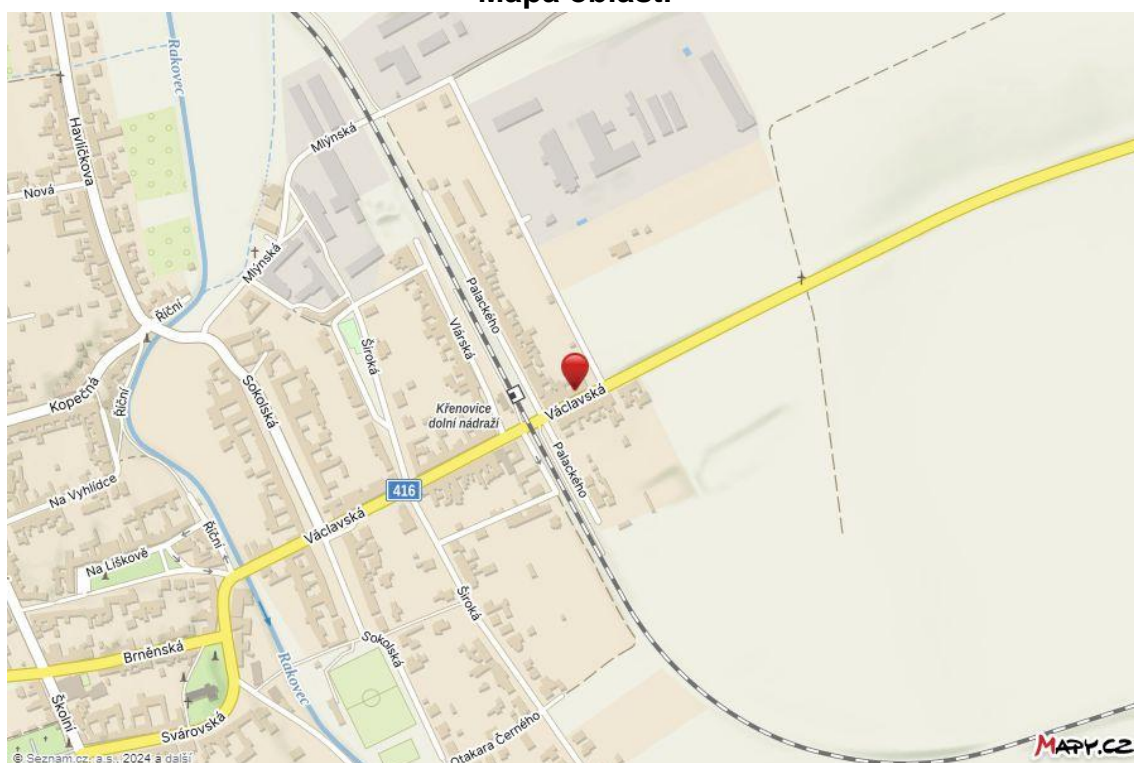 Mapa oblasti
Rakovec
Havlíčkova
Nová
Mlýnská
Mlýnská
Říční
Palackého
Vlárská
Široká
Kopečná
Říční
Sokolská
Křenovice
dolní nádraží
Václavská
Palackého
416
Na Vyhlídce
Říční
Václavská
Na Liškově
Široká
Brněnská
Sokolská
Rakovec
Školní
Svárovská
Otakara Černého
© Seznam.cz, a.s., 2024 a další
MAPY.CZ